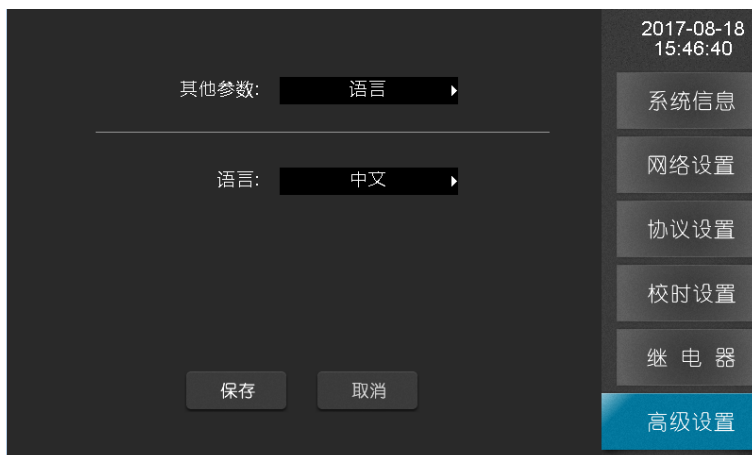 其他参数: 语言
语言: 中文
保存 取消
2017-08-18
15:46:40
系统信息
网络设置
协议设置
校时设置
继 电 器
高级设置